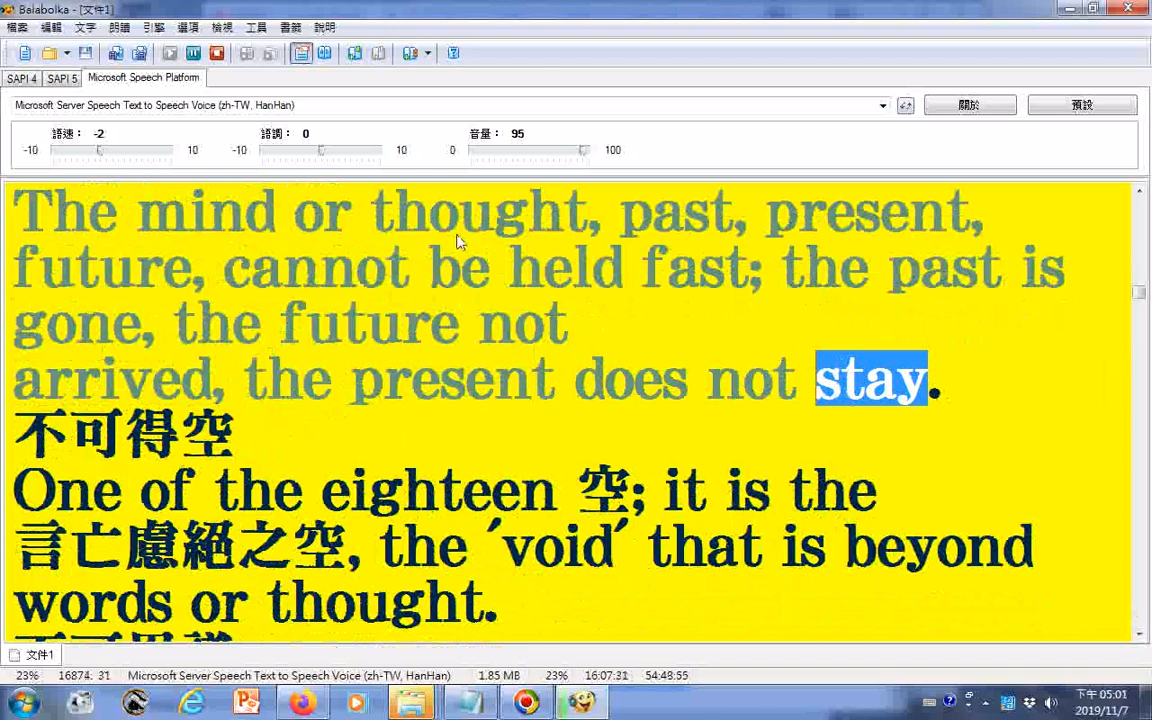 Balabolka - [文件1]
檔案 編輯 文字 朗讀 引擎 選項 檢視 工具 書籤 說明
SAPI 4 SAPI 5 Microsoft Speech Platform
Microsoft Server Speech Text to Speech Voice (zh-TW, HanHan) 關於 預設
語速： -2 語調： 0 音量： 95
-10 10 -10 10 0 100
The mind or thought, past, present,
future, cannot be held fast; the past is
gone, the future not
arrived, the present does not stay.
不可得空
One of the eighteen 空; it is the
言亡慮絕之空, the 'void' that is beyond
words or thought.
不可思議
文件1
23% 16874: 31 Microsoft Server Speech Text to Speech Voice (zh-TW, HanHan) 1.85 MB 23% 16:07:31 54:48:55
下午 05:01
2019/11/7